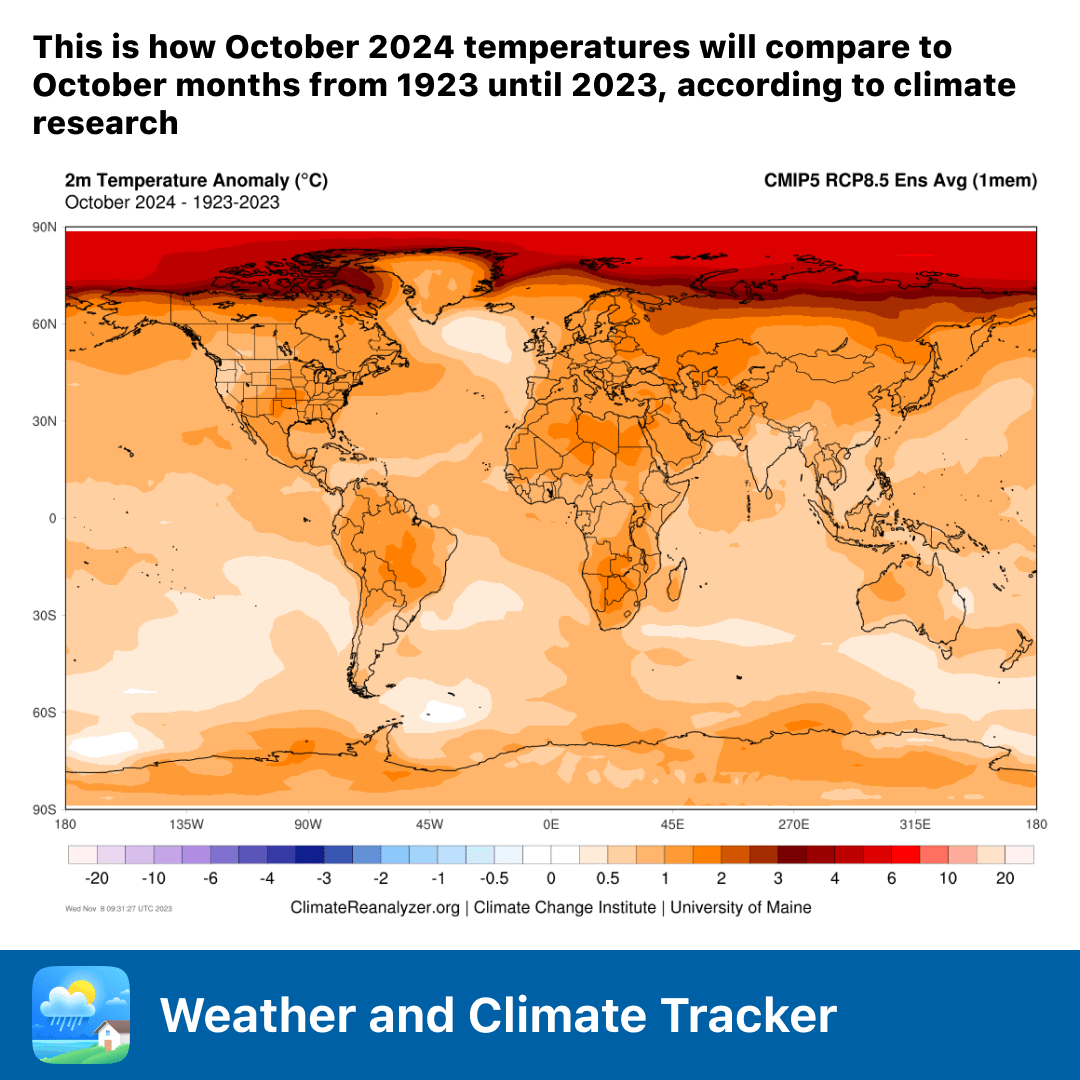 This is how October 2024 temperatures will compare to
October months from 1923 until 2023, according to climate
research
2m Temperature Anomaly (°C)
CMIP5 RCP8.5 Ens Avg (1mem)
October 2024 - 1923-2023
90N
60N
30N
0
30S
60S
90S
180 135W 90W 45W 0E 45E 270E 315E 180
-20 -10 -6 -4 -3 -2 -1 -0.5 0 0.5 1 2 3 4 6 10 20
Wed Nov 8 09:31:27 UTC 2023
ClimateReanalyzer.org | Climate Change Institute | University of Maine
Weather and Climate Tracker